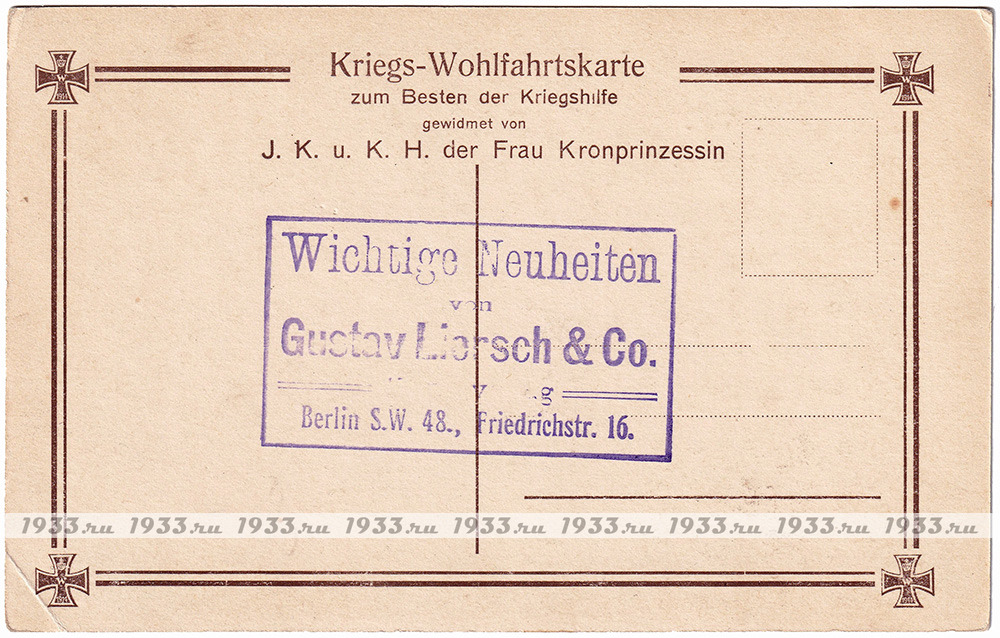 Kriegs-Wohlfahrtskarte
zum Besten der Kriegshilfe
gewidmet von
J. K. u. K. H. der Frau Kronprinzessin
Wichtige Neuheiten
von
Gustav Liersch & Co.
Berlin S.W. 48., Friedrichstr. 16.
1933.ru 1933.ru 1933.ru 1933.ru 1933.ru 1933.ru 1933.ru 1933.ru 1933.ru